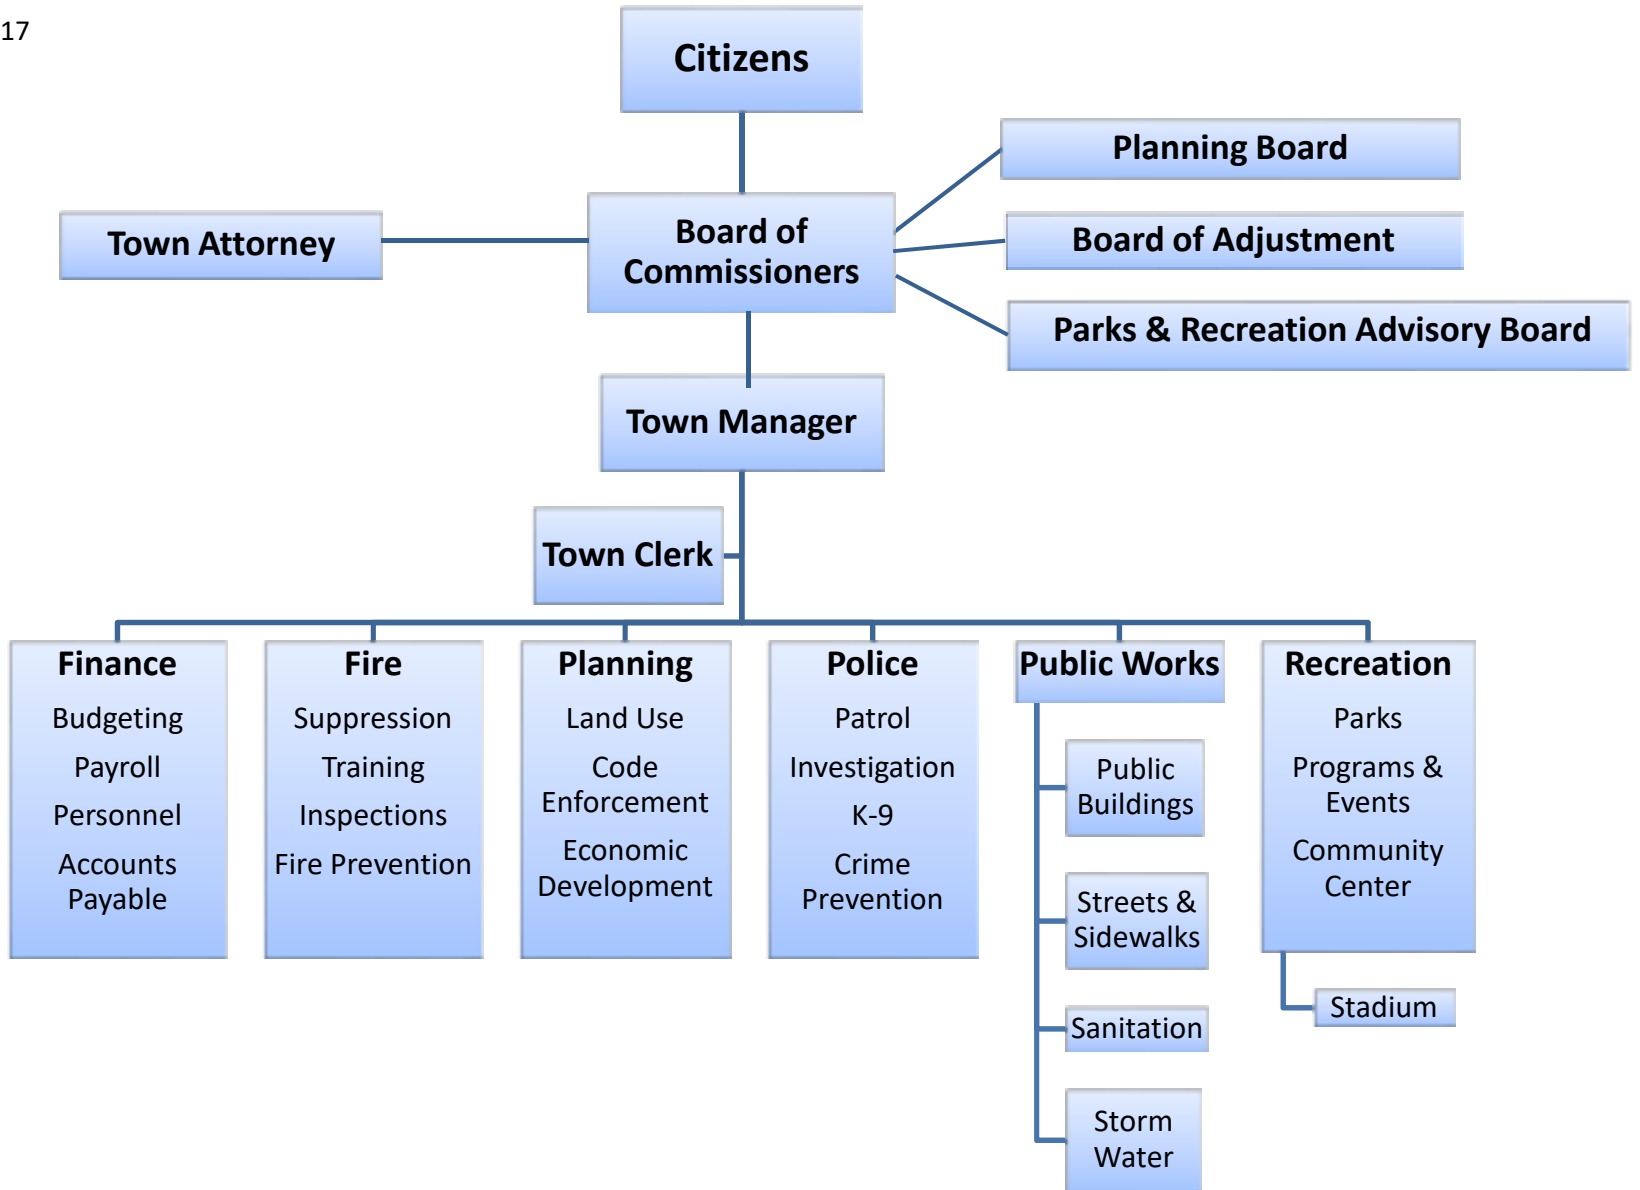 17
Citizens
Planning Board
Town Attorney
Board of
Commissioners
Board of Adjustment
Parks & Recreation Advisory Board
Town Manager
Town Clerk
Finance
Budgeting
Payroll
Personnel
Accounts
Payable
Fire
Suppression
Training
Inspections
Fire Prevention
Planning
Land Use
Code
Enforcement
Economic
Development
Police
Patrol
Investigation
K-9
Crime
Prevention
Public Works
Public
Buildings
Streets &
Sidewalks
Sanitation
Storm
Water
Recreation
Parks
Programs &
Events
Community
Center
Stadium